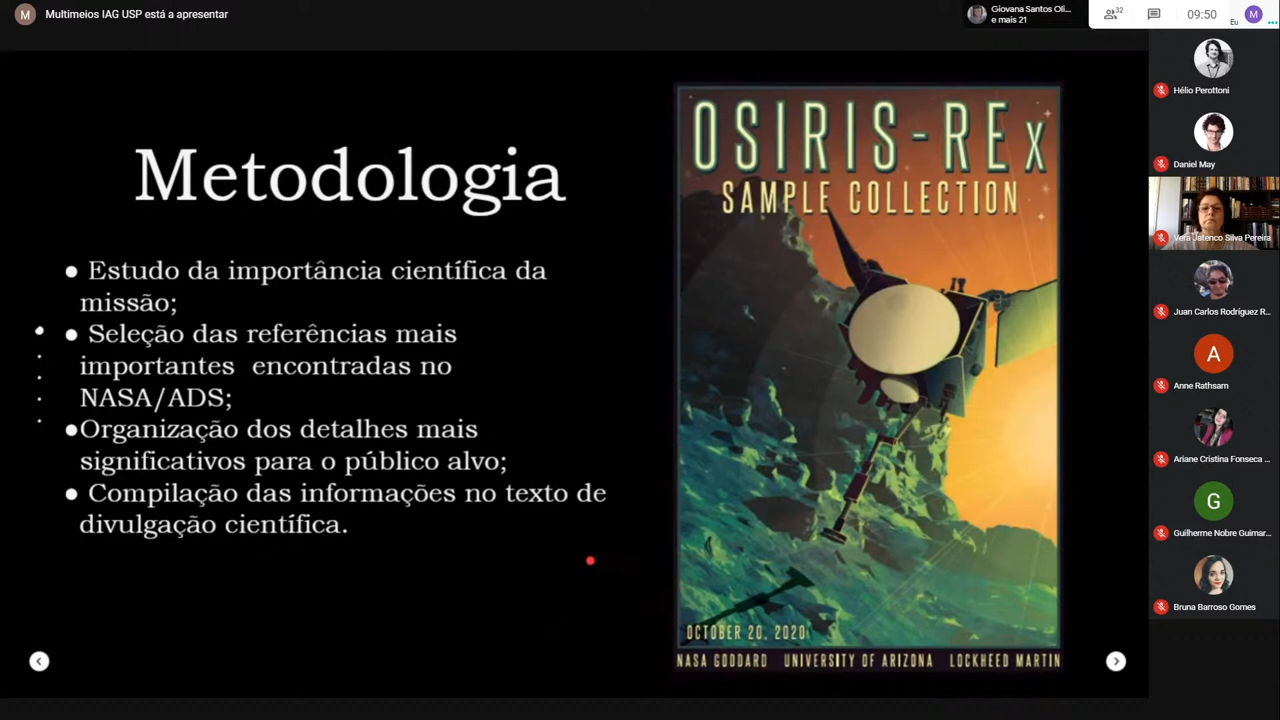 M
Multimeios IAG USP está a apresentar
Giovana Santos Oli...
e mais 21
32
09:50
Eu
M
Metodologia
● Estudo da importância científica da
missão;
● Seleção das referências mais
importantes encontradas no
NASA/ADS;
●Organização dos detalhes mais
significativos para o público alvo;
● Compilação das informações no texto de
divulgação científica.
OSIRIS-REx
SAMPLE COLLECTION
OCTOBER 20, 2020
NASA GODDARD UNIVERSITY OF ARIZONA LOCKHEED MARTIN
Hélio Perottoni
Daniel May
Vera Jatenco Silva Pereira
Juan Carlos Rodríguez R...
A
Anne Rathsam
Ariane Cristina Fonseca ...
G
Guilherme Nobre Guimar...
Bruna Barroso Gomes